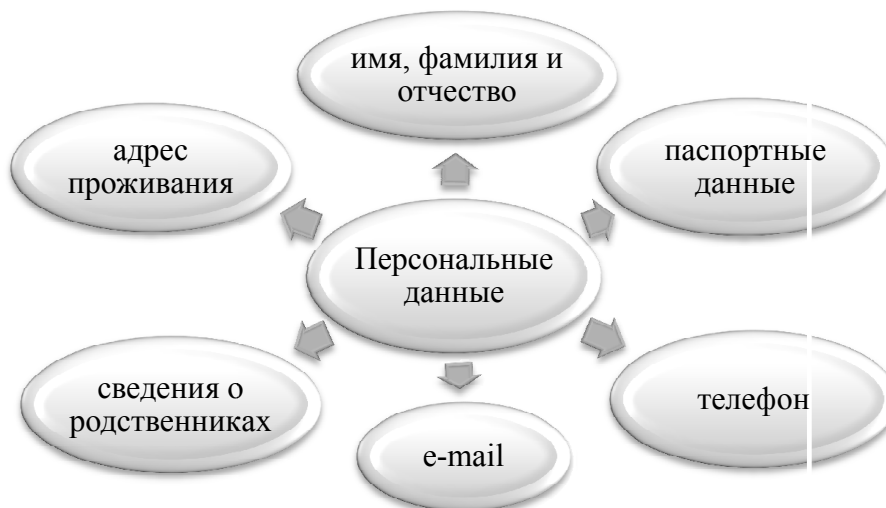 имя, фамилия и
отчество
адрес
проживания
паспортные
данные
Персональные
данные
сведения о
родственниках
телефон
e-mail